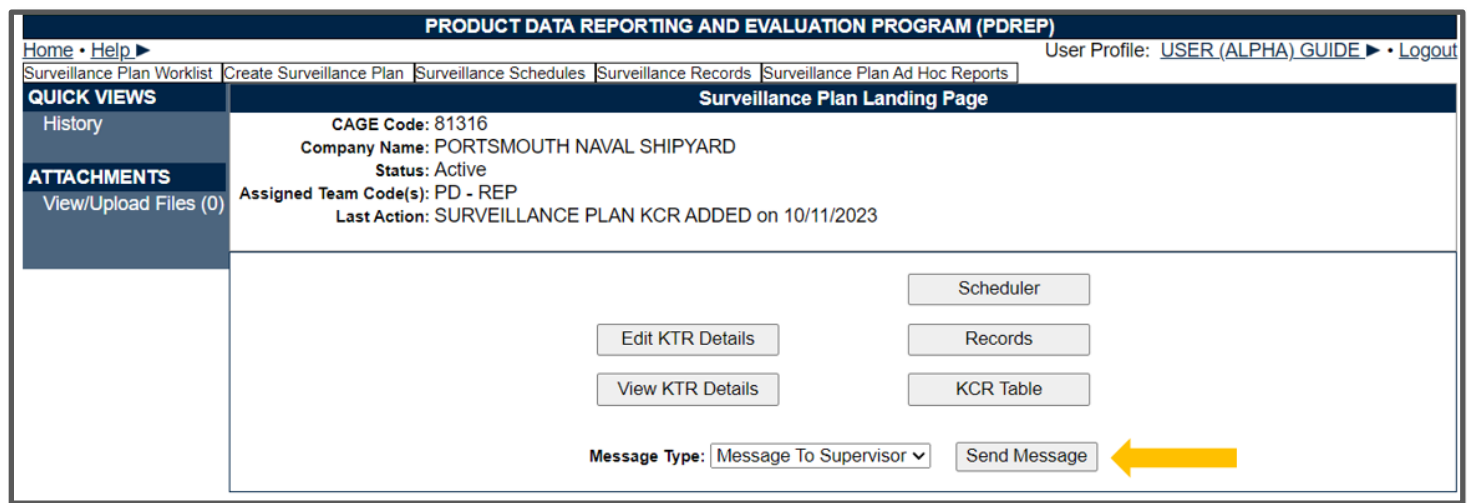 PRODUCT DATA REPORTING AND EVALUATION PROGRAM (PDREP)
Home • Help ▶ User Profile: USER (ALPHA) GUIDE ▶ • Logout
Surveillance Plan Worklist Create Surveillance Plan Surveillance Schedules Surveillance Records Surveillance Plan Ad Hoc Reports
QUICK VIEWS
History
ATTACHMENTS
View/Upload Files (0)
Surveillance Plan Landing Page
CAGE Code: 81316
Company Name: PORTSMOUTH NAVAL SHIPYARD
Status: Active
Assigned Team Code(s): PD - REP
Last Action: SURVEILLANCE PLAN KCR ADDED on 10/11/2023
Scheduler
Edit KTR Details Records
View KTR Details KCR Table
Message Type: Message To Supervisor Send Message